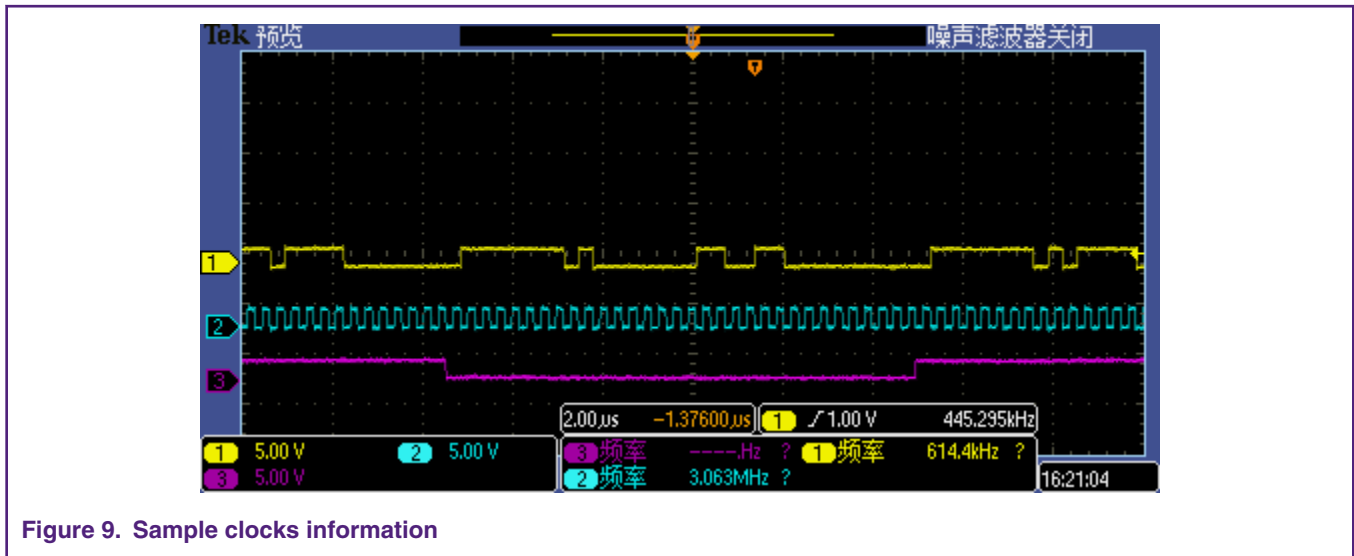 Tek 预览
噪声滤波器关闭
T
T
1
2
3
2.00µs -1.37600µs 1 1.00 V 445.295kHz
1 5.00 V 2 5.00 V 3 频率 ----.Hz ? 1 频率 614.4kHz ?
3 5.00 V 2 频率 3.063MHz ? 16:21:04
Figure 9. Sample clocks information